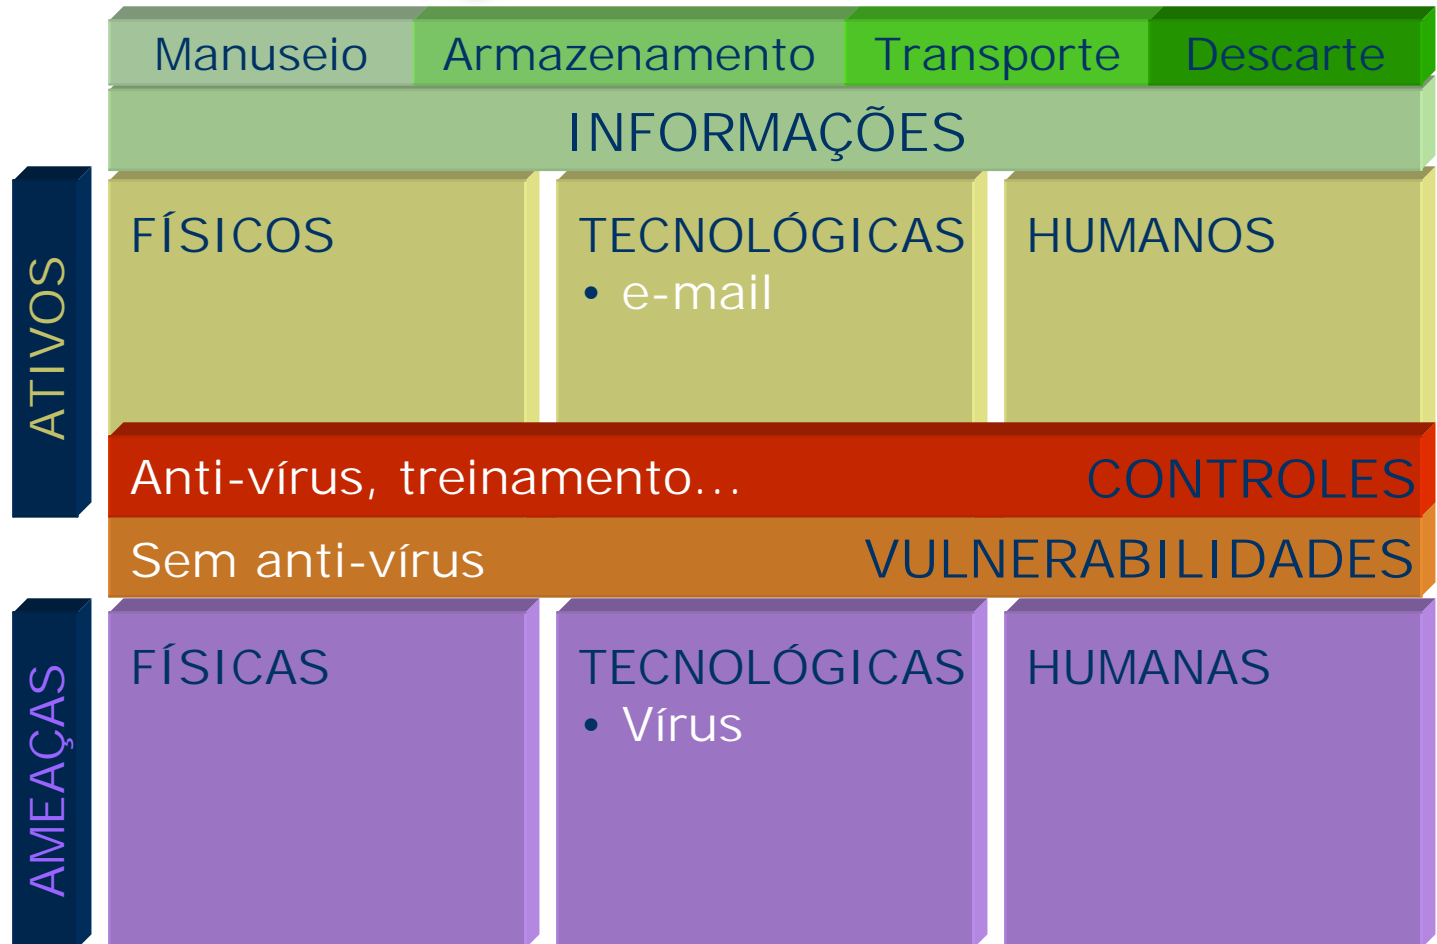 Manuseio Armazenamento Transporte Descarte
INFORMAÇÕES
ATIVOS
FÍSICOS
TECNOLÓGICAS
• e-mail
HUMANOS
Anti-vírus, treinamento... CONTROLES
Sem anti-vírus VULNERABILIDADES
AMEAÇAS
FÍSICAS
TECNOLÓGICAS
• Vírus
HUMANAS